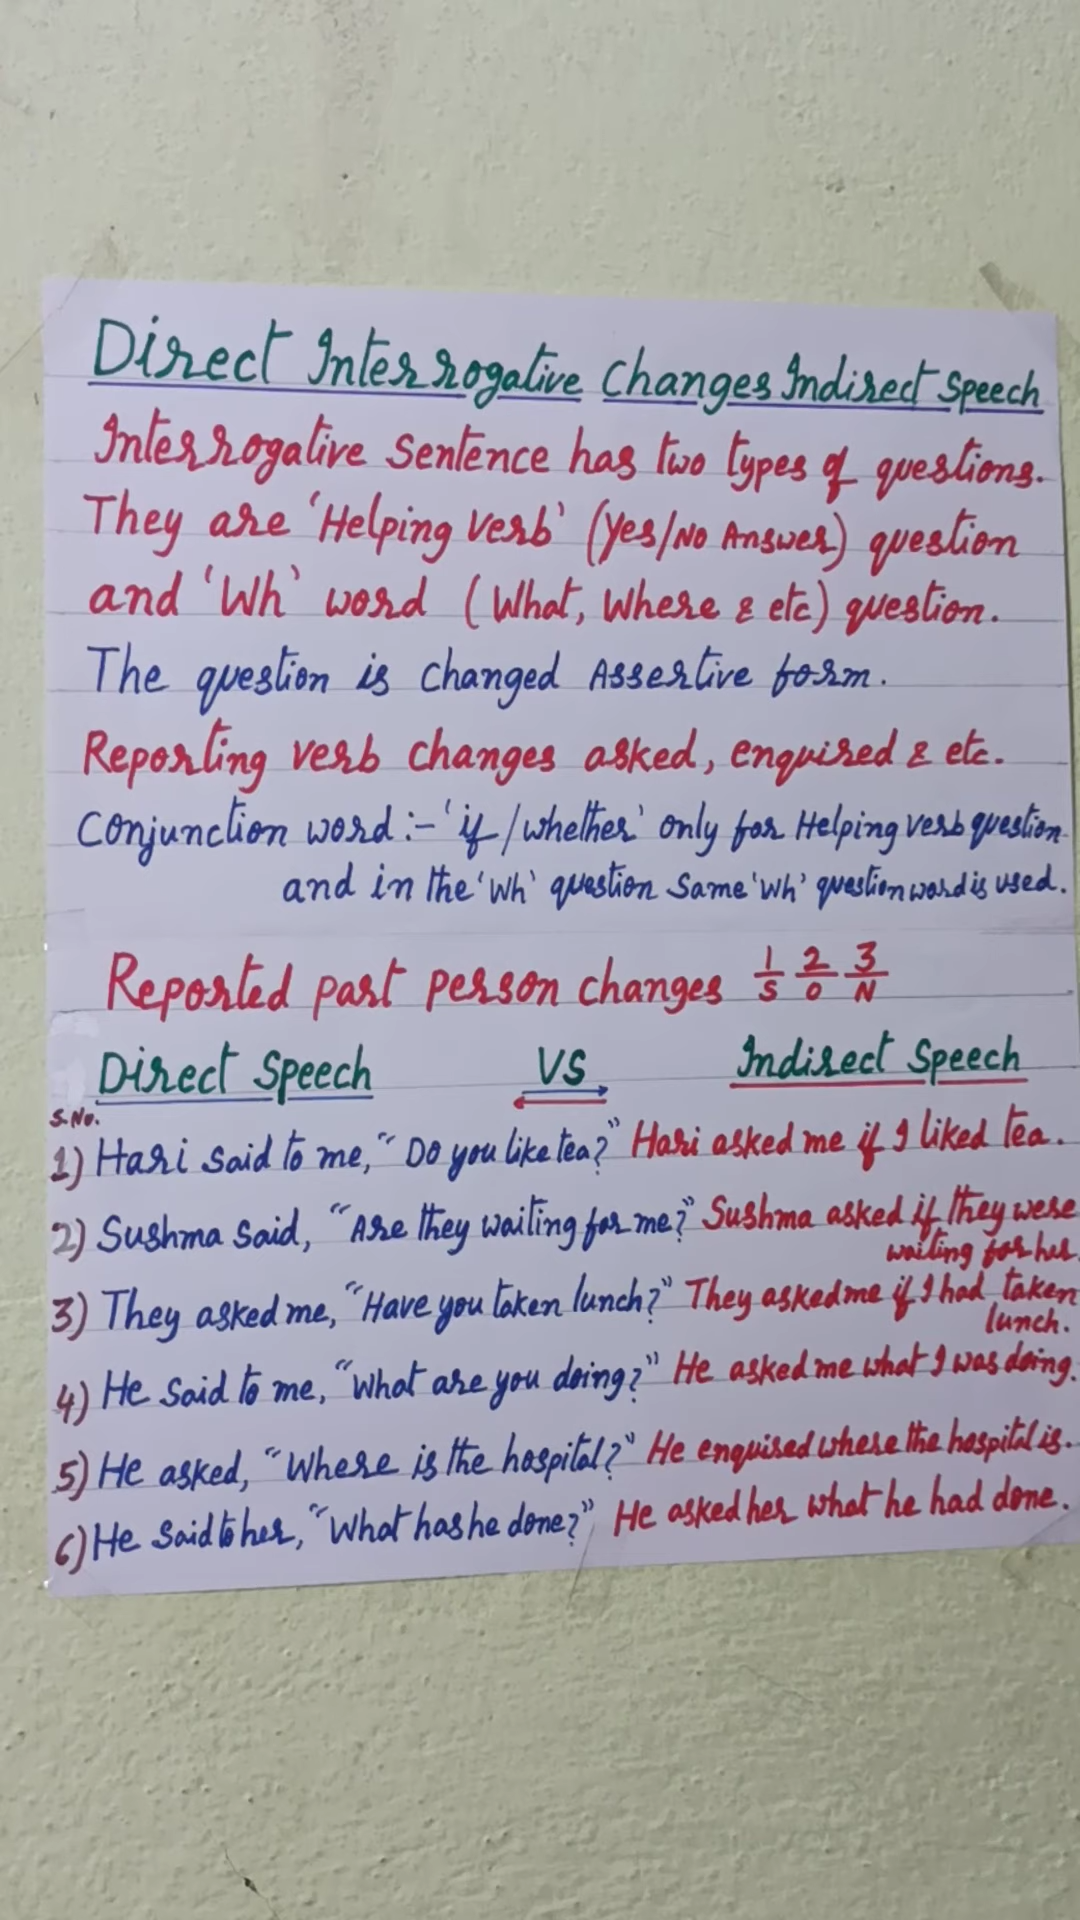 Direct Interrogative Changes Indirect Speech
Interrogative Sentence has two types of questions.
They are 'Helping verb' (Yes/No Answer) question
and 'Wh' word (What, Where & etc) question.
The question is changed Assertive form.
Reporting verb changes asked, enquired & etc.
Conjunction word :- 'if/whether' only for Helping verb question
and in the 'Wh' question Same 'Wh' question word is used.
Reported part person changes 1/S 2/O 3/N
Direct Speech VS Indirect Speech
S.No.
1) Hari said to me, "Do you like tea?" Hari asked me if I liked tea.
2) Sushma said, "Are they waiting for me?" Sushma asked if they were
waiting for her.
3) They asked me, "Have you taken lunch?" They asked me if I had taken
lunch.
4) He said to me, "What are you doing?" He asked me what I was doing.
5) He asked, "Where is the hospital?" He enquired where the hospital is.
6) He said to her, "What has he done?" He asked her what he had done.